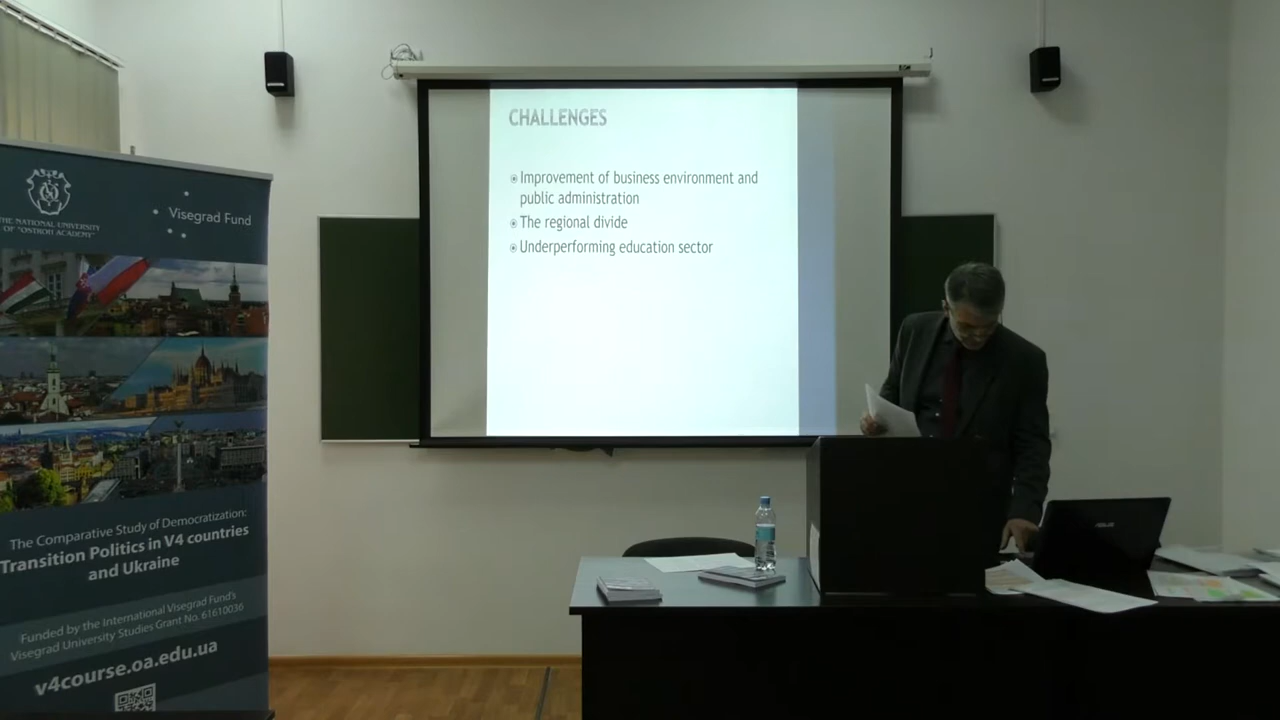 THE NATIONAL UNIVERSITY
OF "OSTROH ACADEMY"
Visegrad Fund
The Comparative Study of Democratization:
Transition Politics in V4 countries
and Ukraine
Funded by the International Visegrad Fund's
Visegrad University Studies Grant No. 61610036
v4course.oa.edu.ua
CHALLENGES
Improvement of business environment and
public administration
The regional divide
Underperforming education sector
ASUS